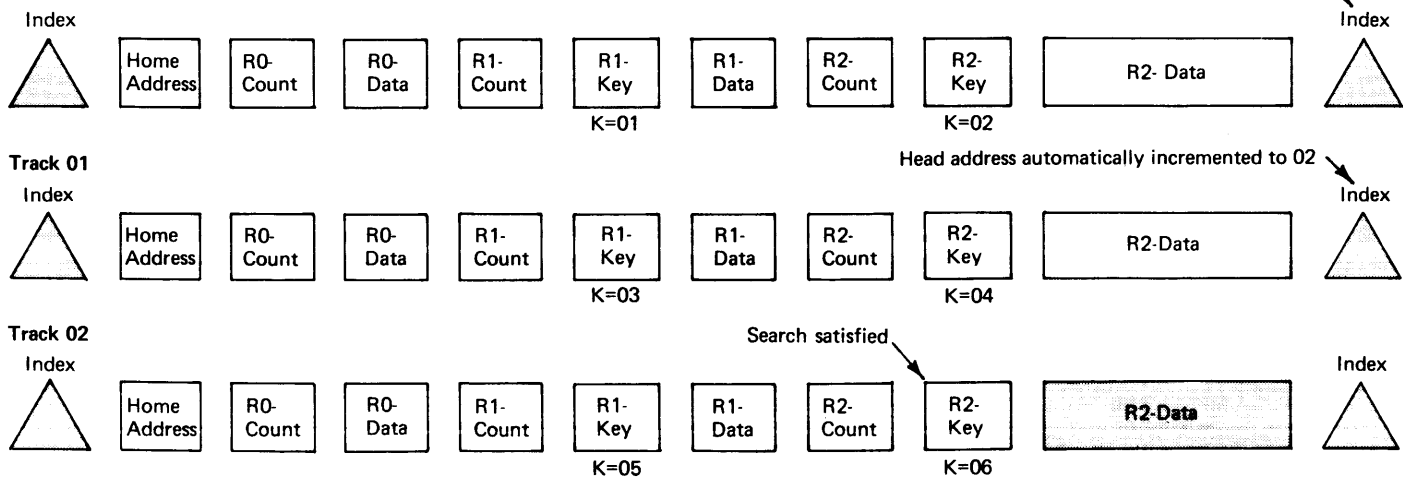 Index Index
Home Address R0- Count R0- Data R1- Count R1- Key R1- Data R2- Count R2- Key R2- Data
K=01 K=02
Track 01 Head address automatically incremented to 02
Index Index
Home Address R0- Count R0- Data R1- Count R1- Key R1- Data R2- Count R2- Key R2-Data
K=03 K=04
Track 02 Search satisfied
Index Index
Home Address R0- Count R0- Data R1- Count R1- Key R1- Data R2- Count R2- Key R2-Data
K=05 K=06